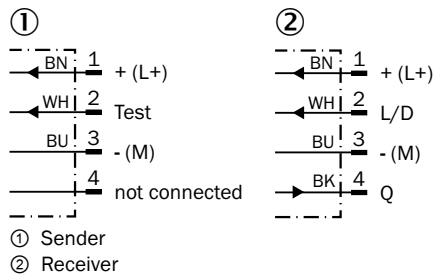 ① ②
BN 1 + (L+) BN 1 + (L+)
WH 2 Test WH 2 L/D
BU 3 - (M) BU 3 - (M)
4 not connected BK 4 Q
① Sender
② Receiver